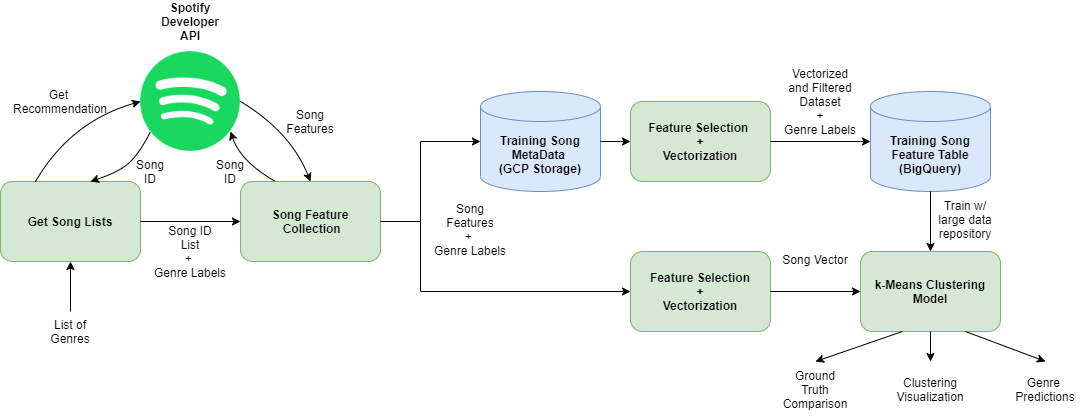 Spotify
Developer
API
Get
Recommendation
Song
Features
Song
ID
Song
ID
Get Song Lists
Song ID
List
+
Genre Labels
Song Feature
Collection
List of
Genres
Song
Features
+
Genre Labels
Training Song
MetaData
(GCP Storage)
Feature Selection
+
Vectorization
Vectorized
and Filtered
Dataset
+
Genre Labels
Training Song
Feature Table
(BigQuery)
Train w/
large data
repository
Feature Selection
+
Vectorization
Song Vector
k-Means Clustering
Model
Ground
Truth
Comparison
Clustering
Visualization
Genre
Predictions